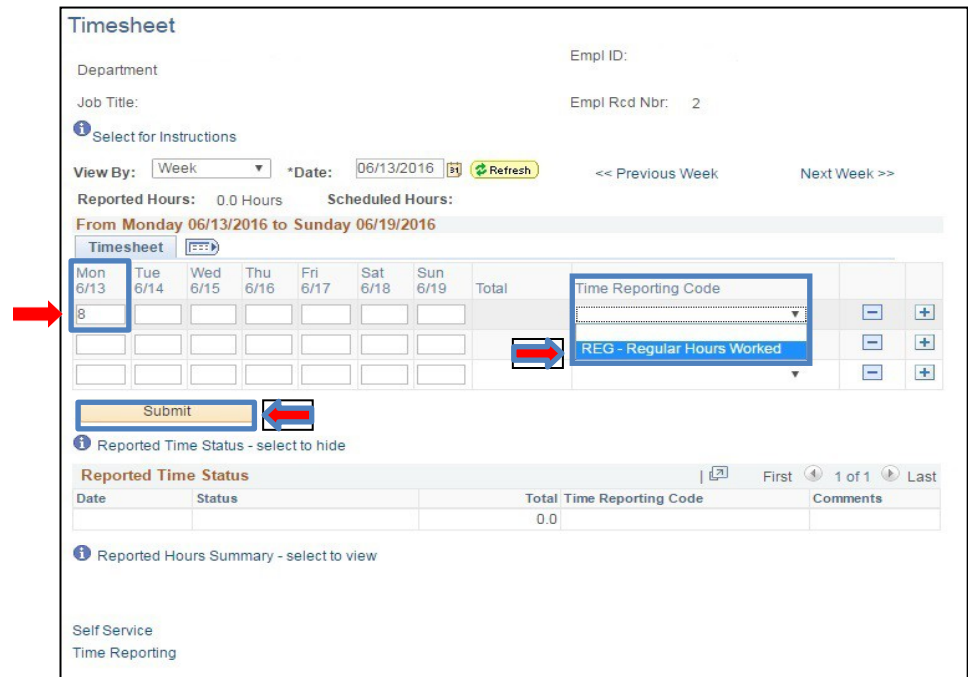 Timesheet
Empl ID:
Department
Job Title:
Empl Rcd Nbr: 2
Select for Instructions
View By: Week *Date: 06/13/2016 31 Refresh << Previous Week Next Week >>
Reported Hours: 0.0 Hours Scheduled Hours:
From Monday 06/13/2016 to Sunday 06/19/2016
Timesheet
Mon Tue Wed Thu Fri Sat Sun
6/13 6/14 6/15 6/16 6/17 6/18 6/19 Total Time Reporting Code
8
REG - Regular Hours Worked
Submit
Reported Time Status - select to hide
Reported Time Status | First 1 of 1 Last
Date Status Total Time Reporting Code Comments
0.0
Reported Hours Summary - select to view
Self Service
Time Reporting